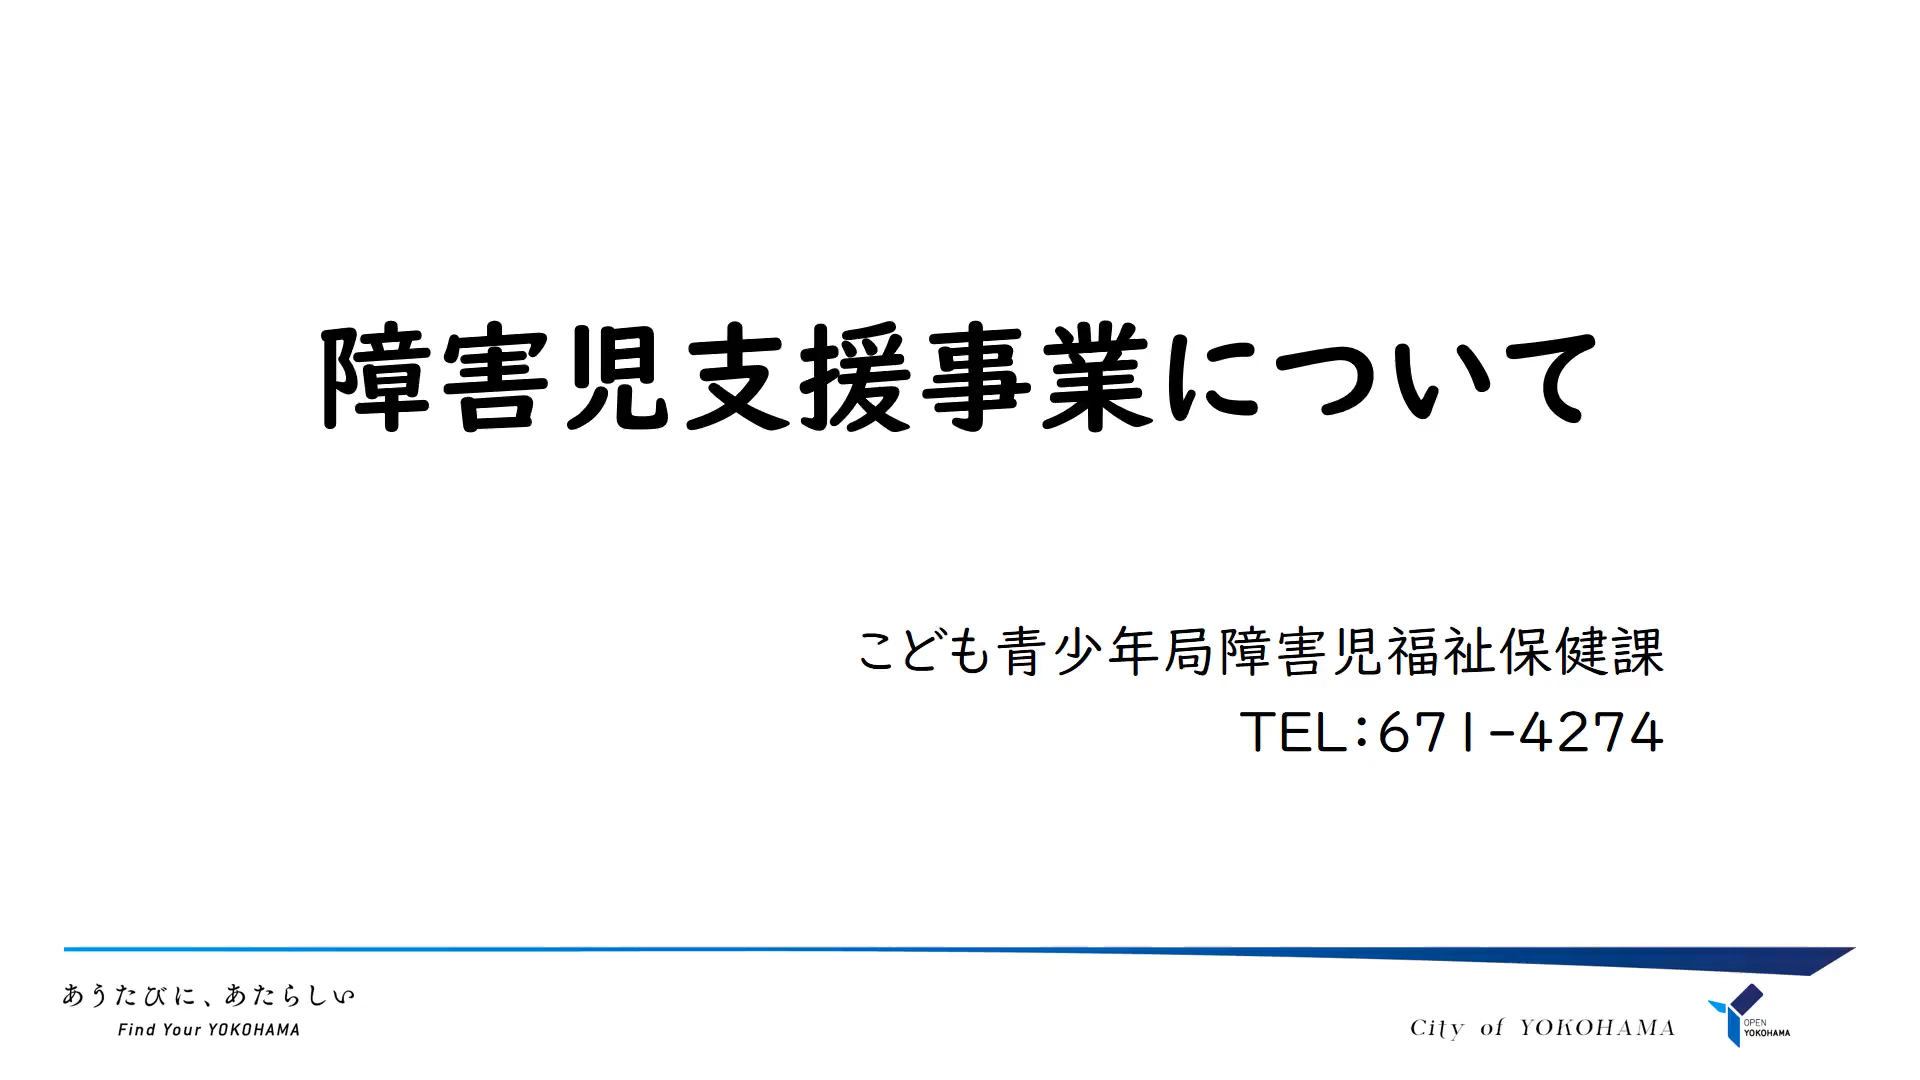 障害児支援事業について
こども青少年局障害児福祉保健課
TEL:671-4274
あうたびに、あたらしい
Find Your YOKOHAMA
City of YOKOHAMA
OPEN
YOKOHAMA